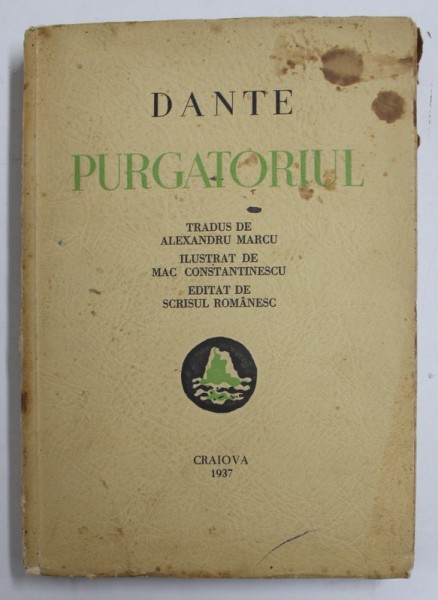 DANTE
PURGATORIUL
TRADUS DE
ALEXANDRU MARCU
ILUSTRAT DE
MAC CONSTANTINESCU
EDITAT DE
SCRISUL ROMÂNESC
CRAIOVA
1937